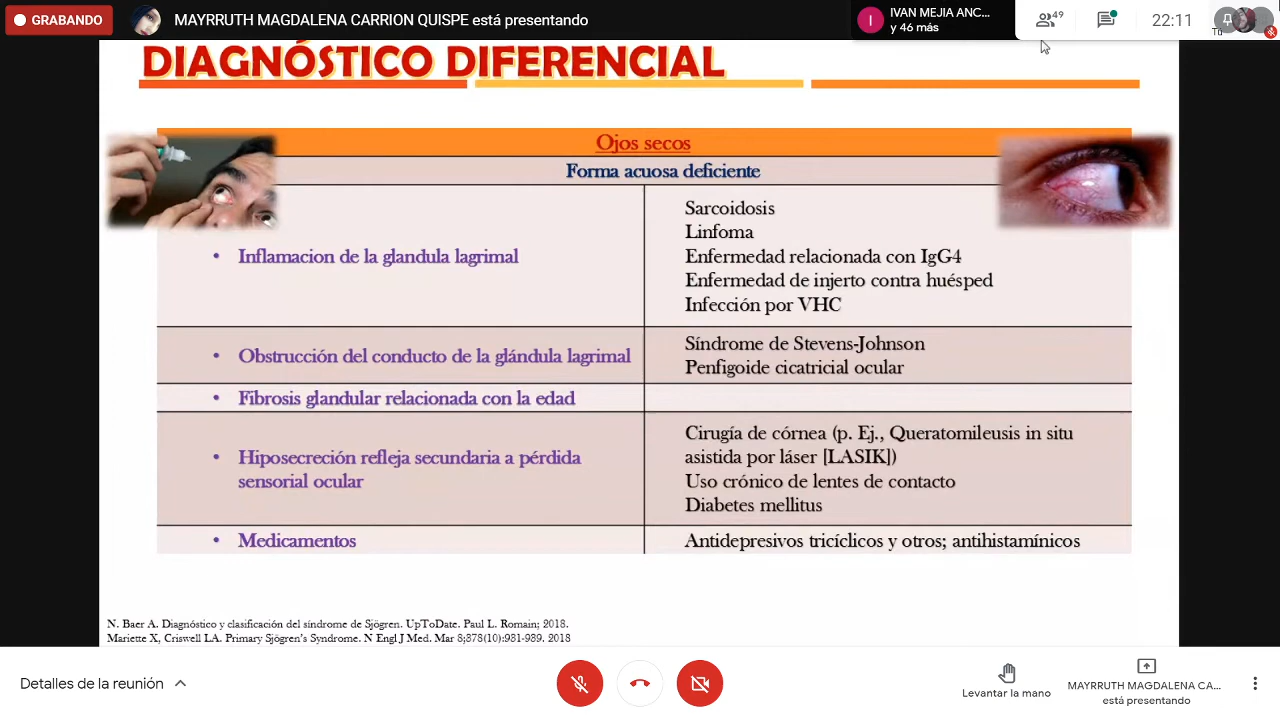 GRABANDO
MAYRRUTH MAGDALENA CARRION QUISPE está presentando
IVAN MEJIA ANC...
y 46 más
I
49
22:11
Tú
DIAGNÓSTICO DIFERENCIAL
Ojos secos
Forma acuosa deficiente
• Inflamacion de la glandula lagrimal
Sarcoidosis
Linfoma
Enfermedad relacionada con IgG4
Enfermedad de injerto contra huésped
Infección por VHC
• Obstrucción del conducto de la glándula lagrimal
Síndrome de Stevens-Johnson
Penfigoide cicatricial ocular
• Fibrosis glandular relacionada con la edad
• Hiposecreción refleja secundaria a pérdida
sensorial ocular
Cirugía de córnea (p. Ej., Queratomileusis in situ
asistida por láser [LASIK])
Uso crónico de lentes de contacto
Diabetes mellitus
• Medicamentos
Antidepresivos tricíclicos y otros; antihistamínicos
N. Baer A. Diagnóstico y clasificación del síndrome de Sjögren. UpToDate. Paul L. Romain; 2018.
Mariette X, Criswell LA. Primary Sjögren's Syndrome. N Engl J Med. Mar 8;378(10):931-939. 2018
Detalles de la reunión
Levantar la mano
MAYRRUTH MAGDALENA CA...
está presentando